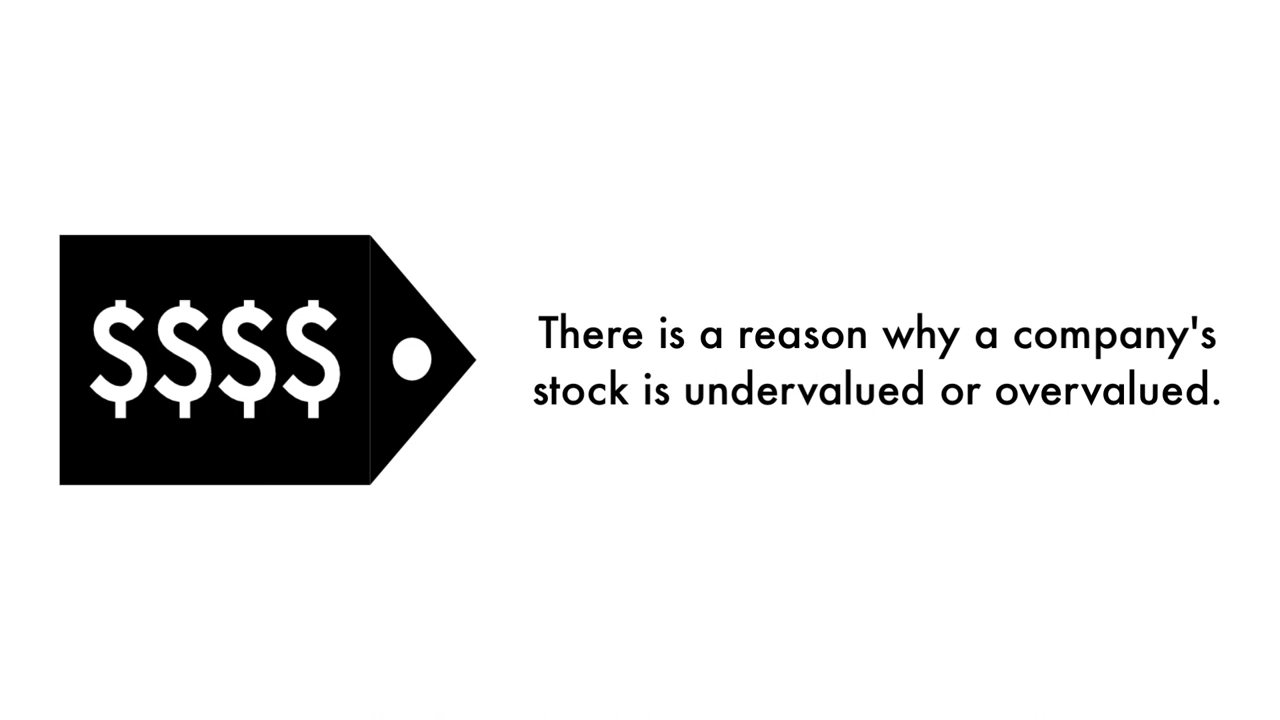 $$$$
There is a reason why a company's
stock is undervalued or overvalued.